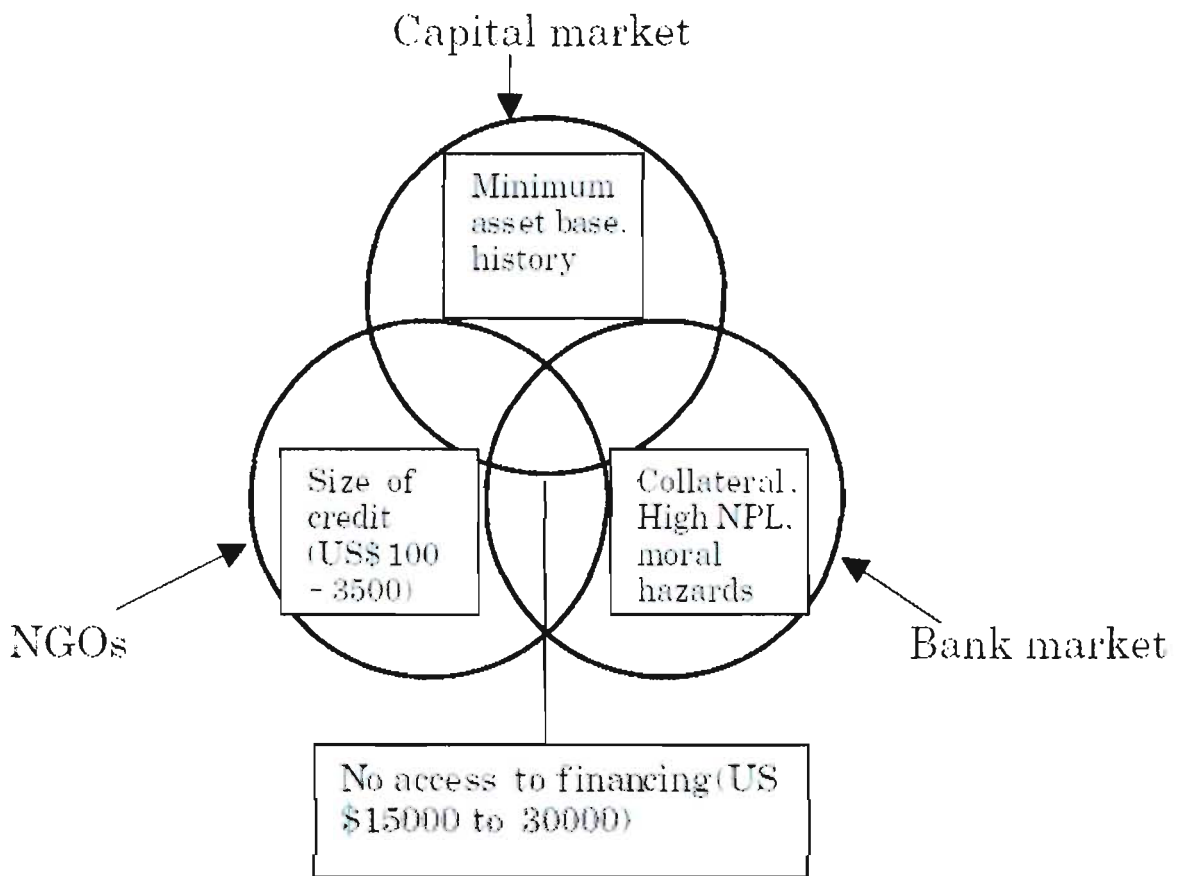 Capital market
Minimum
asset base,
history
Size of
credit
(US$ 100
- 3500)
Collateral,
High NPL,
moral
hazards
NGOs
Bank market
No access to financing(US
$15000 to 30000)